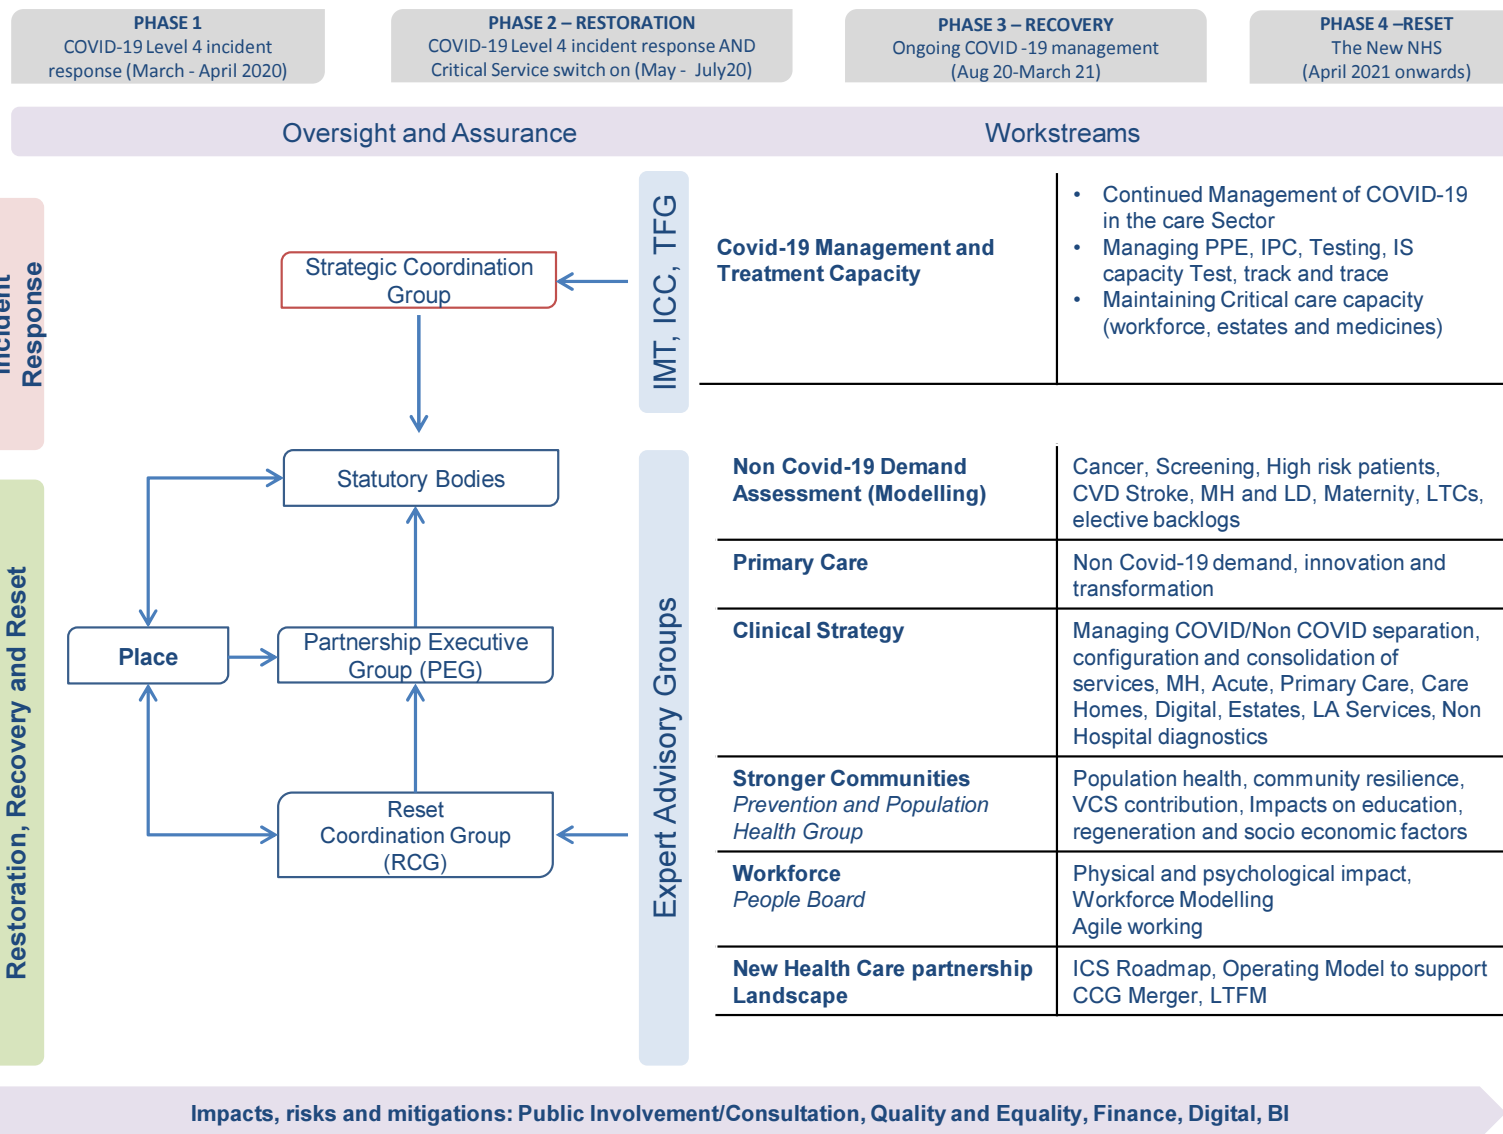 PHASE 1
COVID-19 Level 4 incident
response (March - April 2020)
PHASE 2 – RESTORATION
COVID-19 Level 4 incident response AND
Critical Service switch on (May - July20)
PHASE 3 – RECOVERY
Ongoing COVID -19 management
(Aug 20-March 21)
PHASE 4 –RESET
The New NHS
(April 2021 onwards)
Oversight and Assurance
Workstreams
Incident
Response
Strategic Coordination
Group
IMT, ICC, TFG
Covid-19 Management and
Treatment Capacity
• Continued Management of COVID-19
in the care Sector
• Managing PPE, IPC, Testing, IS
capacity Test, track and trace
• Maintaining Critical care capacity
(workforce, estates and medicines)
Restoration, Recovery and Reset
Statutory Bodies
Place
Partnership Executive
Group (PEG)
Reset
Coordination Group
(RCG)
Expert Advisory Groups
Non Covid-19 Demand
Assessment (Modelling)
Cancer, Screening, High risk patients,
CVD Stroke, MH and LD, Maternity, LTCs,
elective backlogs
Primary Care
Non Covid-19 demand, innovation and
transformation
Clinical Strategy
Managing COVID/Non COVID separation,
configuration and consolidation of
services, MH, Acute, Primary Care, Care
Homes, Digital, Estates, LA Services, Non
Hospital diagnostics
Stronger Communities
Prevention and Population
Health Group
Population health, community resilience,
VCS contribution, Impacts on education,
regeneration and socio economic factors
Workforce
People Board
Physical and psychological impact,
Workforce Modelling
Agile working
New Health Care partnership
Landscape
ICS Roadmap, Operating Model to support
CCG Merger, LTFM
Impacts, risks and mitigations: Public Involvement/Consultation, Quality and Equality, Finance, Digital, BI